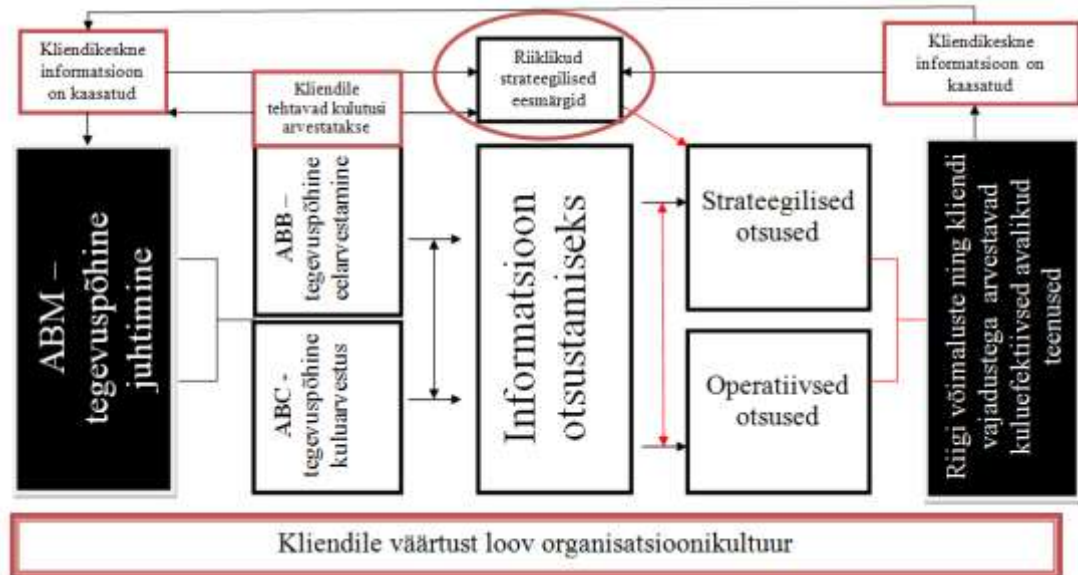 Kliendikeskne
informatsioon
on kaasatud
Kliendile
tehtavad kulutusi
arvestatakse
Riiklikud
strateegilised
eesmärgid
Kliendikeskne
informatsioon on
kaasatud
ABM –
tegevuspõhine
juhtimine
ABB –
tegevuspõhine
eelarvestamine
ABC -
tegevuspõhine
kuluarvestus
Informatsioon
otsustamiseks
Strateegilised
otsused
Operatiivsed
otsused
Riigi võimaluste ning kliendi
vajadustega arvestavad
kuluefektiivsed avalikud
teenused
Kliendile väärtust loov organisatsioonikultuur